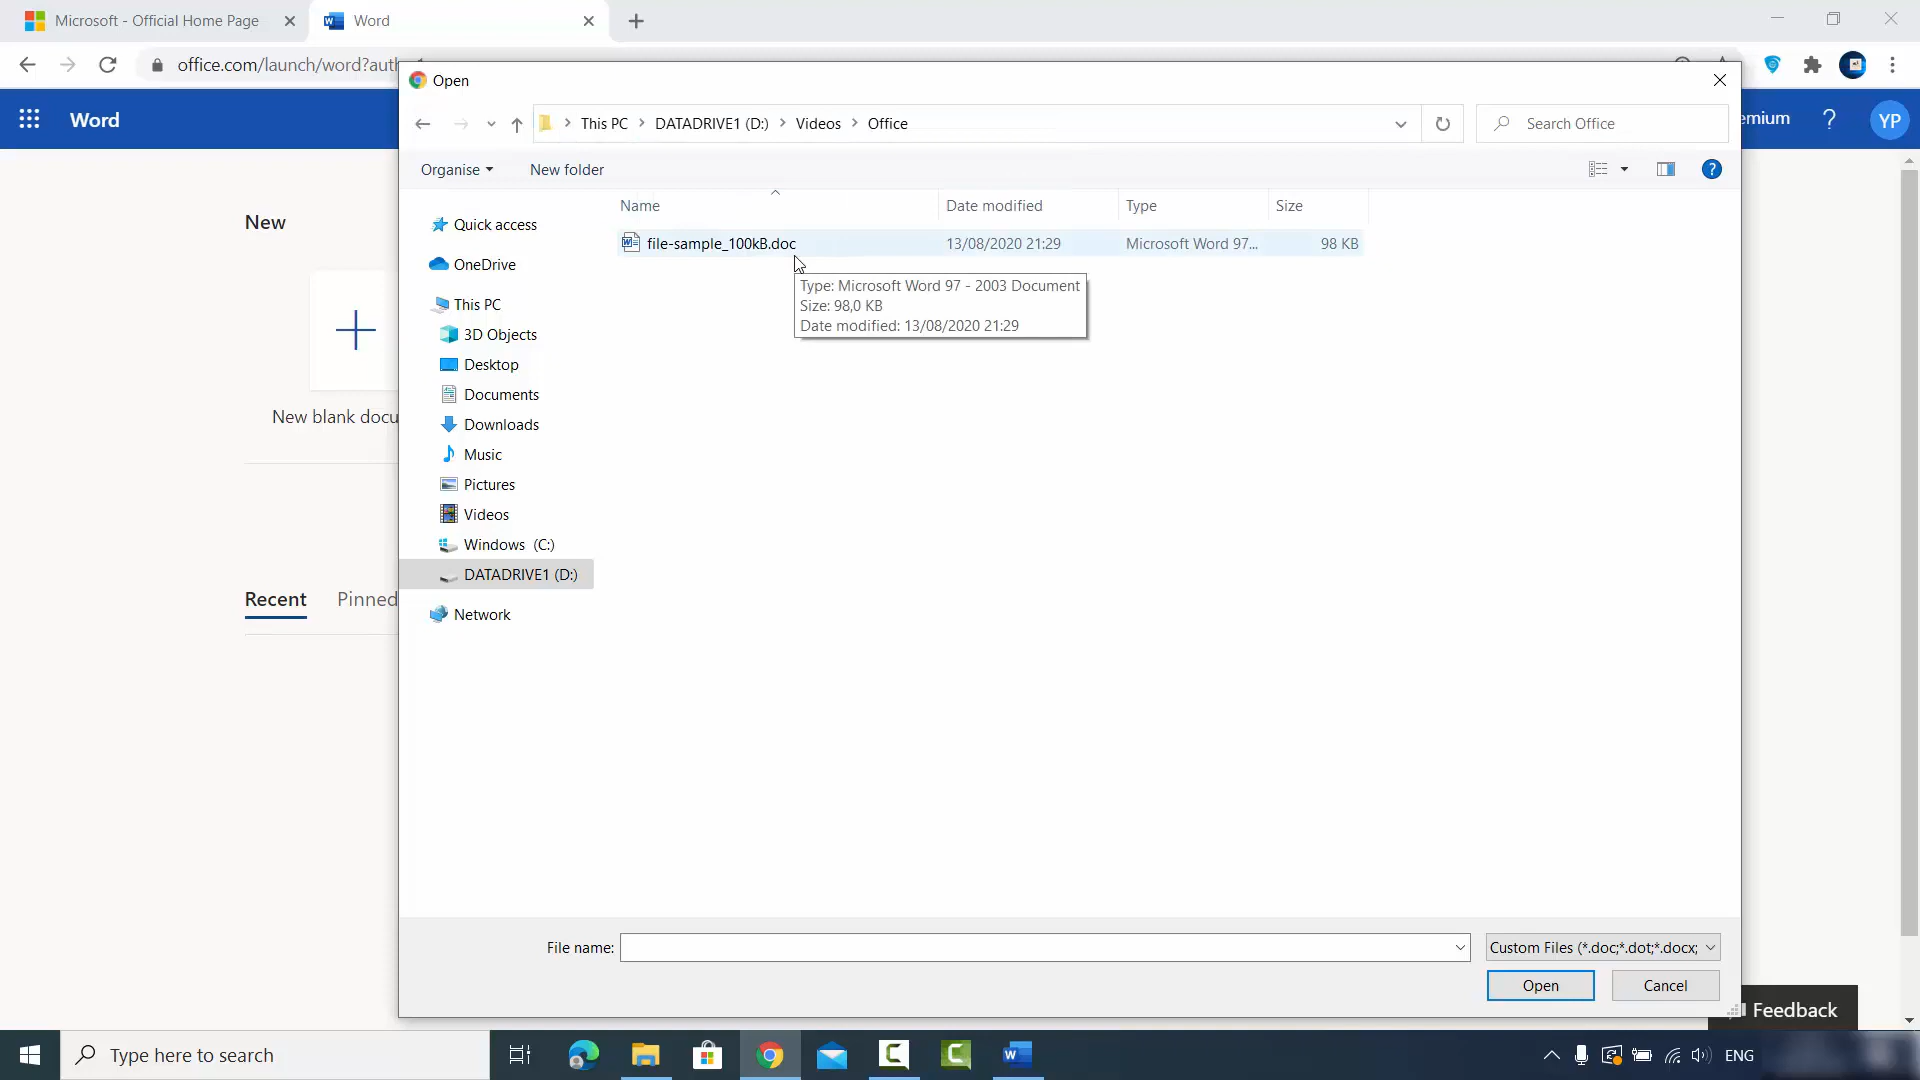 Microsoft - Official Home Page
Word
office.com/launch/word?auth
Word
emium
?
YP
New
New blank docu
Recent Pinned
Open
This PC > DATADRIVE1 (D:) > Videos > Office
Search Office
Organise
New folder
?
Name Date modified Type Size
file-sample_100kB.doc 13/08/2020 21:29 Microsoft Word 97... 98 KB
Type: Microsoft Word 97 - 2003 Document
Size: 98,0 KB
Date modified: 13/08/2020 21:29
Quick access
OneDrive
This PC
3D Objects
Desktop
Documents
Downloads
Music
Pictures
Videos
Windows (C:)
DATADRIVE1 (D:)
Network
File name:
Custom Files (*.doc;*.dot;*.docx;
Open
Cancel
Feedback
Type here to search
ENG